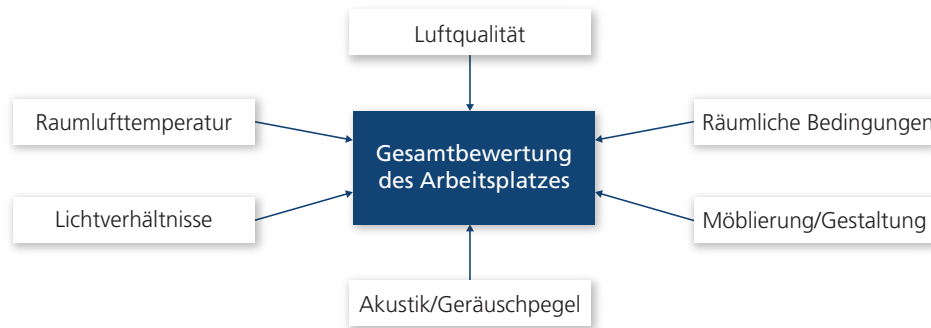 Luftqualität
Raumlufttemperatur
Räumliche Bedingungen
Gesamtbewertung
des Arbeitsplatzes
Lichtverhältnisse
Möblierung/Gestaltung
Akustik/Geräuschpegel